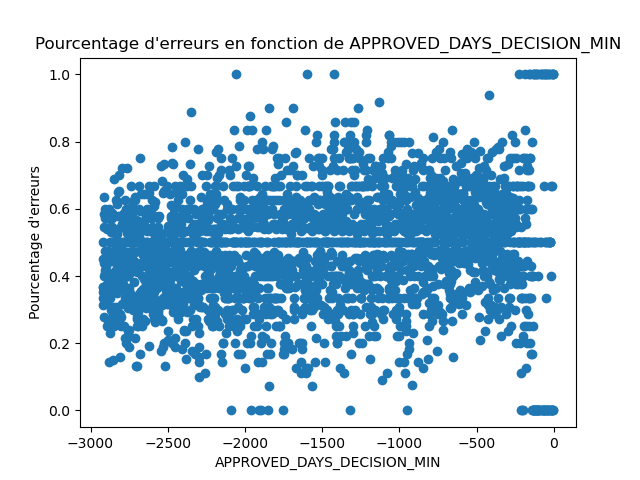 Pourcentage d'erreurs en fonction de APPROVED_DAYS_DECISION_MIN
Pourcentage d'erreurs
1.0
0.8
0.6
0.4
0.2
0.0
−3000 −2500 −2000 −1500 −1000 −500 0
APPROVED_DAYS_DECISION_MIN